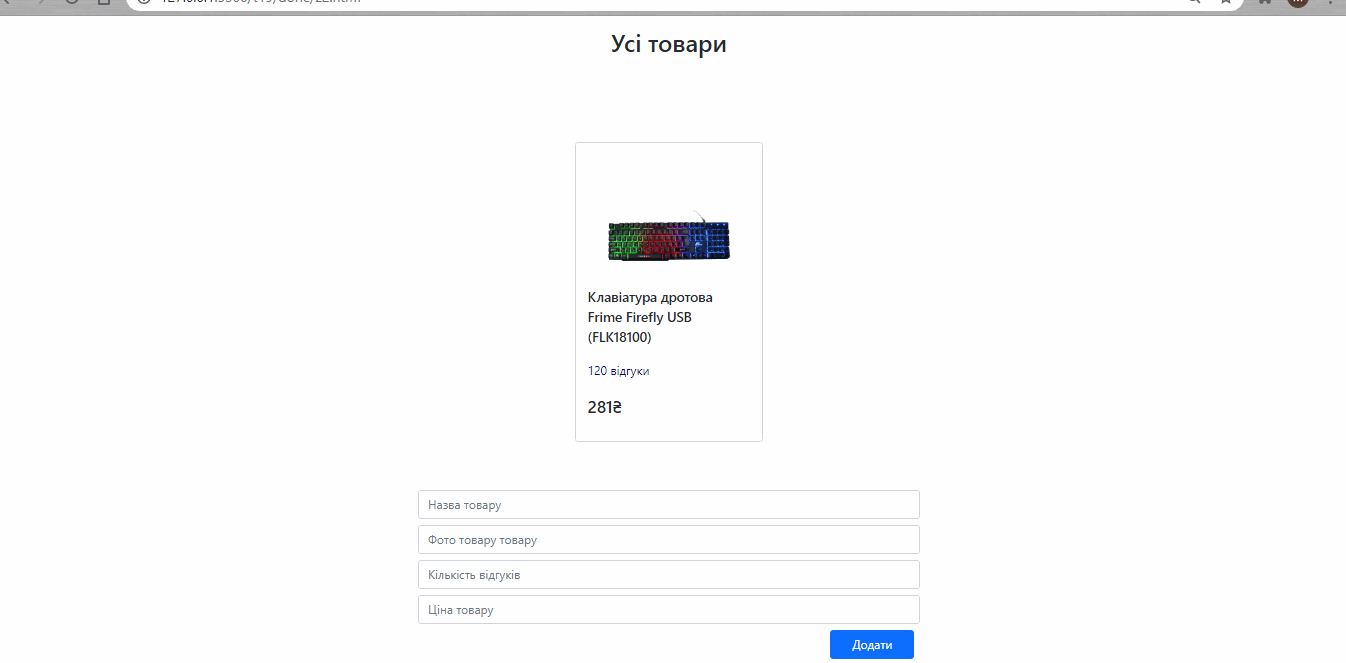 Усі товари
Клавіатура дротова
Frime Firefly USB
(FLK18100)
120 відгуки
281₴
Назва товару
Фото товару товару
Кількість відгуків
Ціна товару
Додати